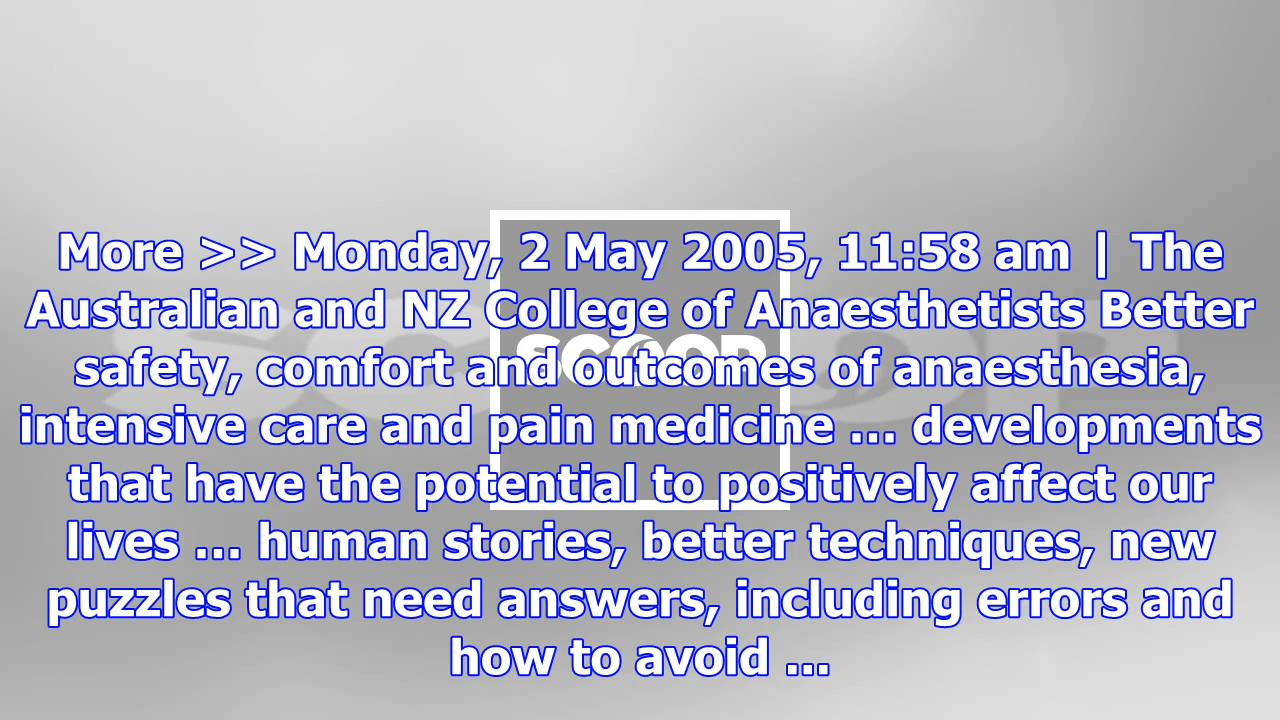 More >> Monday, 2 May 2005, 11:58 am | The
Australian and NZ College of Anaesthetists Better
safety, comfort and outcomes of anaesthesia,
intensive care and pain medicine ... developments
that have the potential to positively affect our
lives ... human stories, better techniques, new
puzzles that need answers, including errors and
how to avoid ...
SCOOP